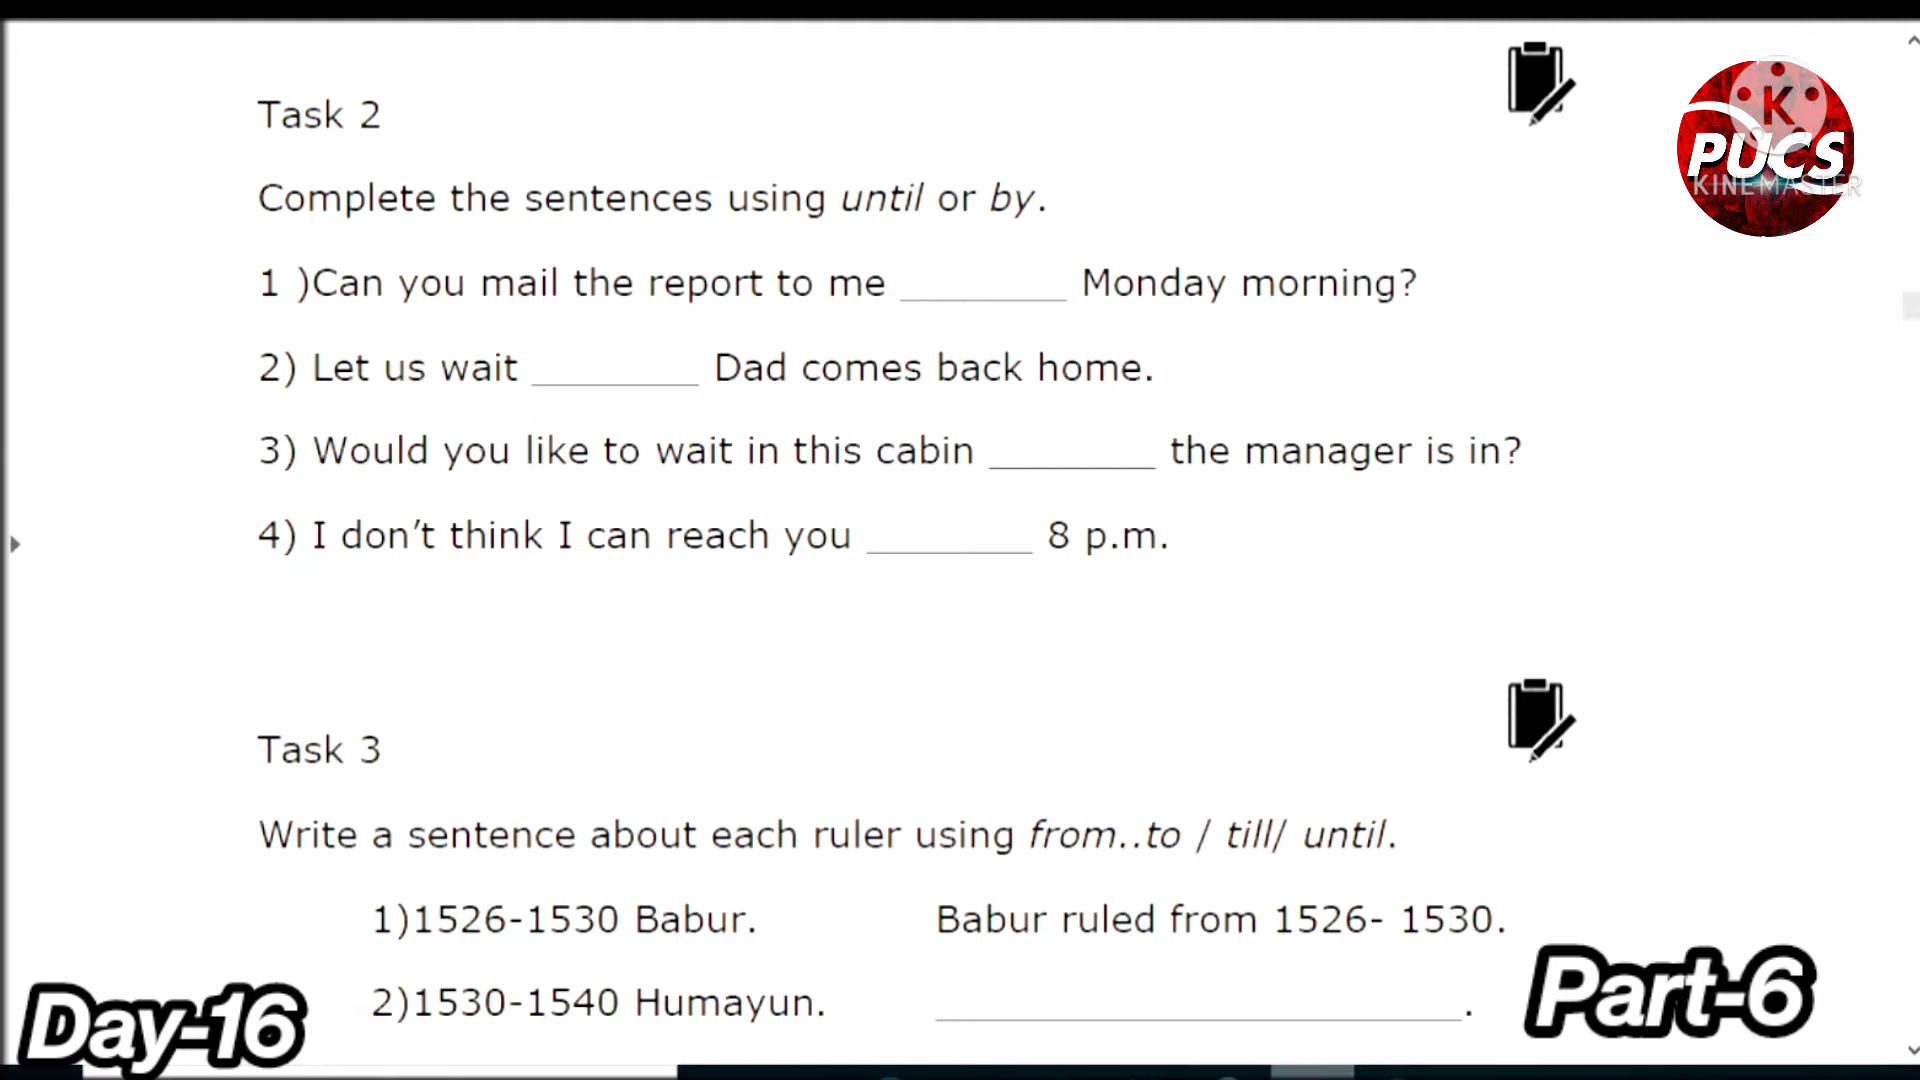 Task 2
K
PUCS
KINEMASTER
Complete the sentences using until or by.
1 )Can you mail the report to me ________ Monday morning?
2) Let us wait ________ Dad comes back home.
3) Would you like to wait in this cabin ________ the manager is in?
4) I don’t think I can reach you ________ 8 p.m.
Task 3
Write a sentence about each ruler using from..to / till/ until.
1)1526-1530 Babur. Babur ruled from 1526- 1530.
2)1530-1540 Humayun. _________________________.
Day-16
Part-6